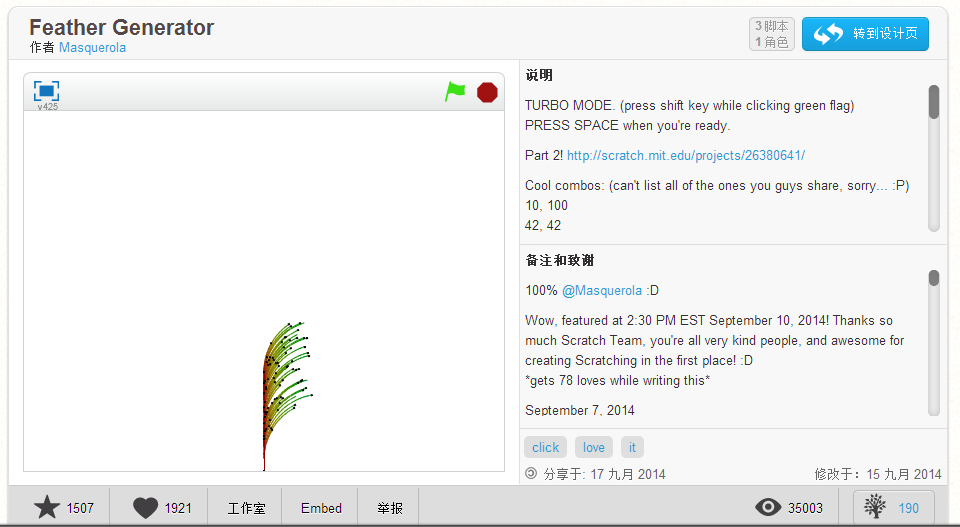 Feather Generator
作者 Masquerola
3 脚本
1 角色
转到设计页
v425
说明
TURBO MODE. (press shift key while clicking green flag)
PRESS SPACE when you're ready.
Part 2! http://scratch.mit.edu/projects/26380641/
Cool combos: (can't list all of the ones you guys share, sorry... :P)
10, 100
42, 42
备注和致谢
100% @Masquerola :D
Wow, featured at 2:30 PM EST September 10, 2014! Thanks so
much Scratch Team, you're all very kind people, and awesome for
creating Scratching in the first place! :D
*gets 78 loves while writing this*
September 7, 2014
click love it
分享于: 17 九月 2014 修改于：15 九月 2014
1507 1921 工作室 Embed 举报 35003 190